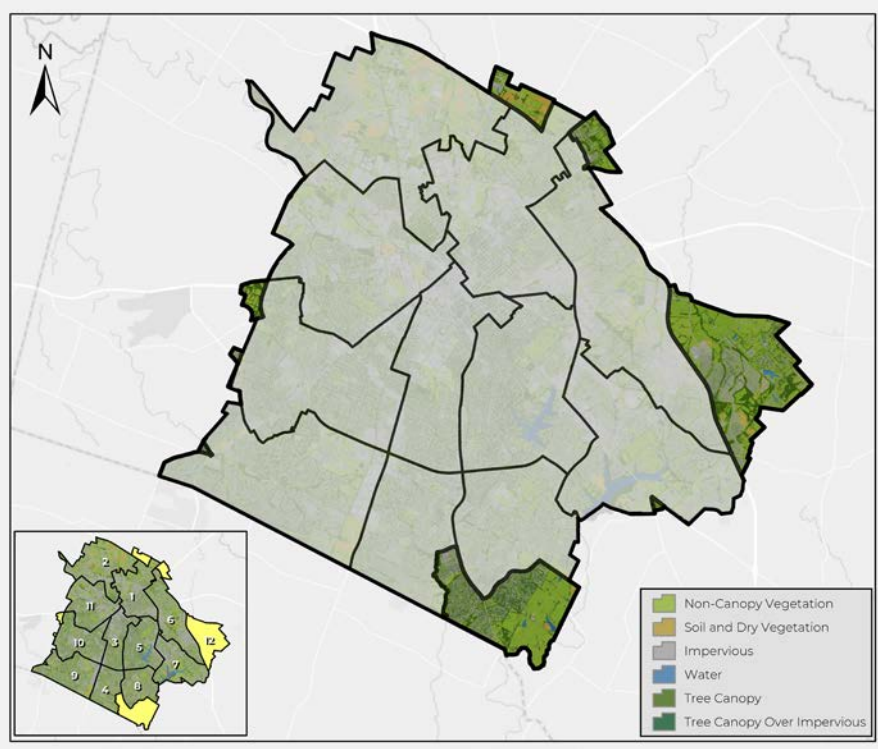 N
2
1
11
6
12
10
3
5
7
9
4
8
Non-Canopy Vegetation
Soil and Dry Vegetation
Impervious
Water
Tree Canopy
Tree Canopy Over Impervious